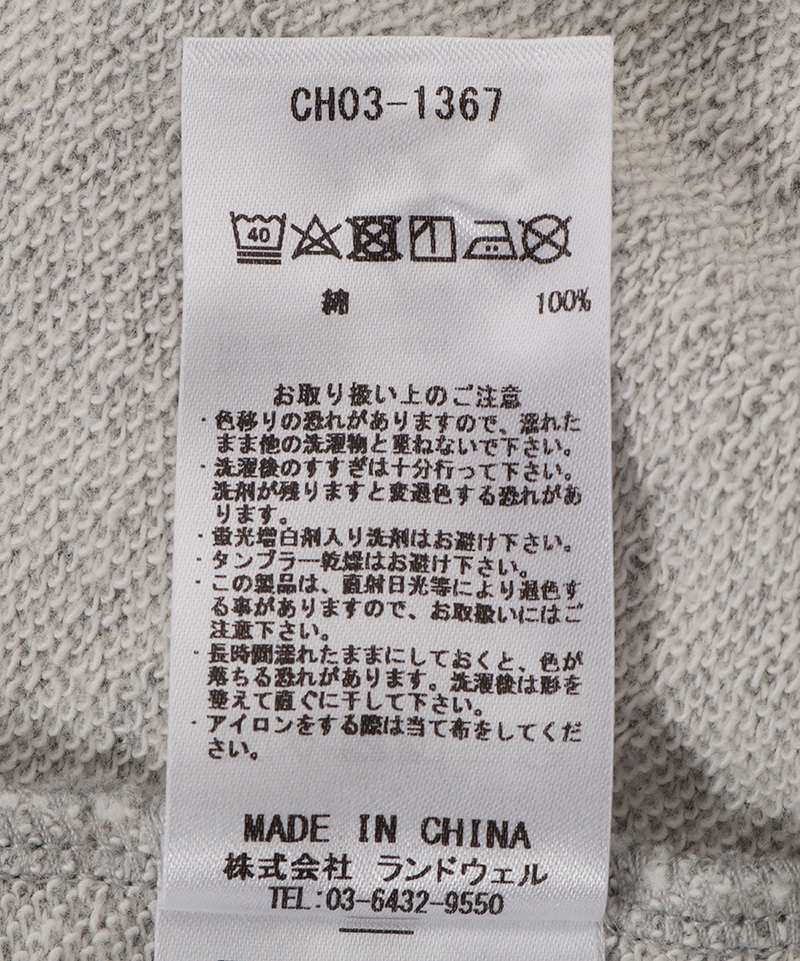 CH03-1367
40
綿 100%
お取り扱い上のご注意
・色移りの恐れがありますので、濡れた
まま他の洗濯物と重ねないで下さい。
・洗濯後のすすぎは十分行って下さい。
洗剤が残りますと変退色する恐れがあ
ります。
・蛍光増白剤入り洗剤はお避け下さい。
・タンブラー乾燥はお避け下さい。
・この製品は、直射日光等により退色す
る事がありますので、お取扱いにはご
注意下さい。
・長時間濡れたままにしておくと、色が
落ちる恐れがあります。洗濯後は形を
整えて直ぐに干して下さい。
・アイロンをする際は当て布をしてくだ
さい。
MADE IN CHINA
株式会社 ランドウェル
TEL:03-6432-9550